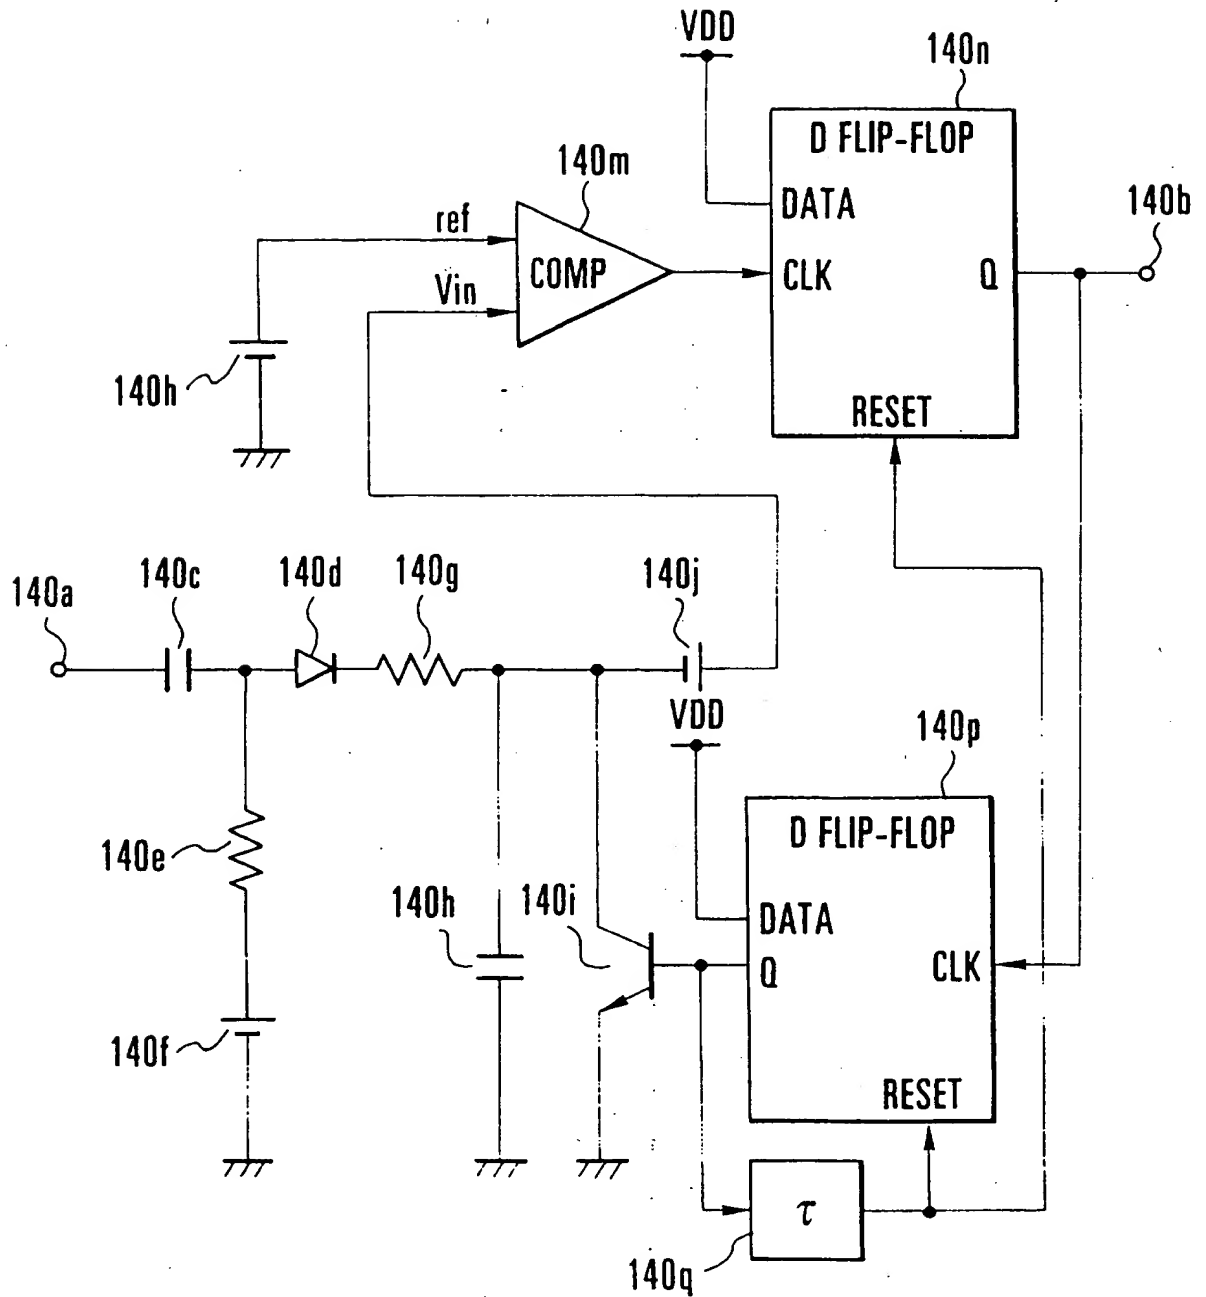 VDD
140n
D FLIP-FLOP
140m
140b
DATA
ref
COMP
CLK
Q
Vin
140h
RESET
140a
140c
140d
140g
140j
VDD
140p
D FLIP-FLOP
140e
140h
140i
DATA
Q
CLK
140f
RESET
τ
140q